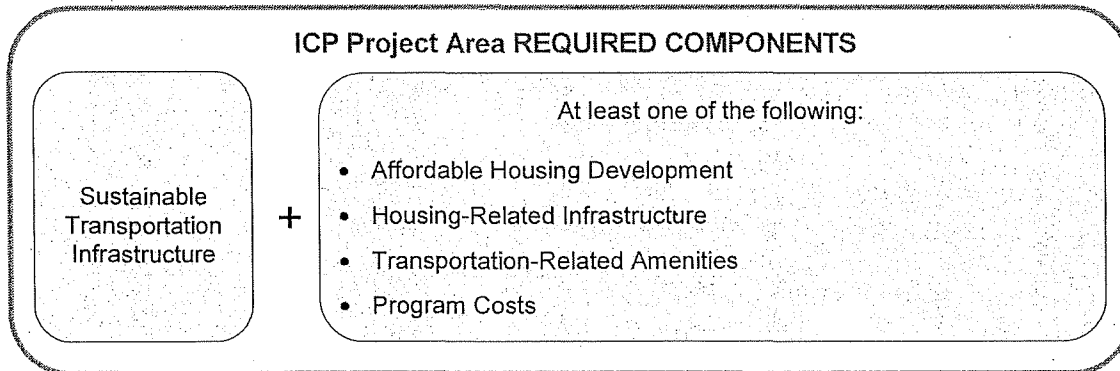 ICP Project Area REQUIRED COMPONENTS
Sustainable
Transportation
Infrastructure
+
At least one of the following:
• Affordable Housing Development
• Housing-Related Infrastructure
• Transportation-Related Amenities
• Program Costs